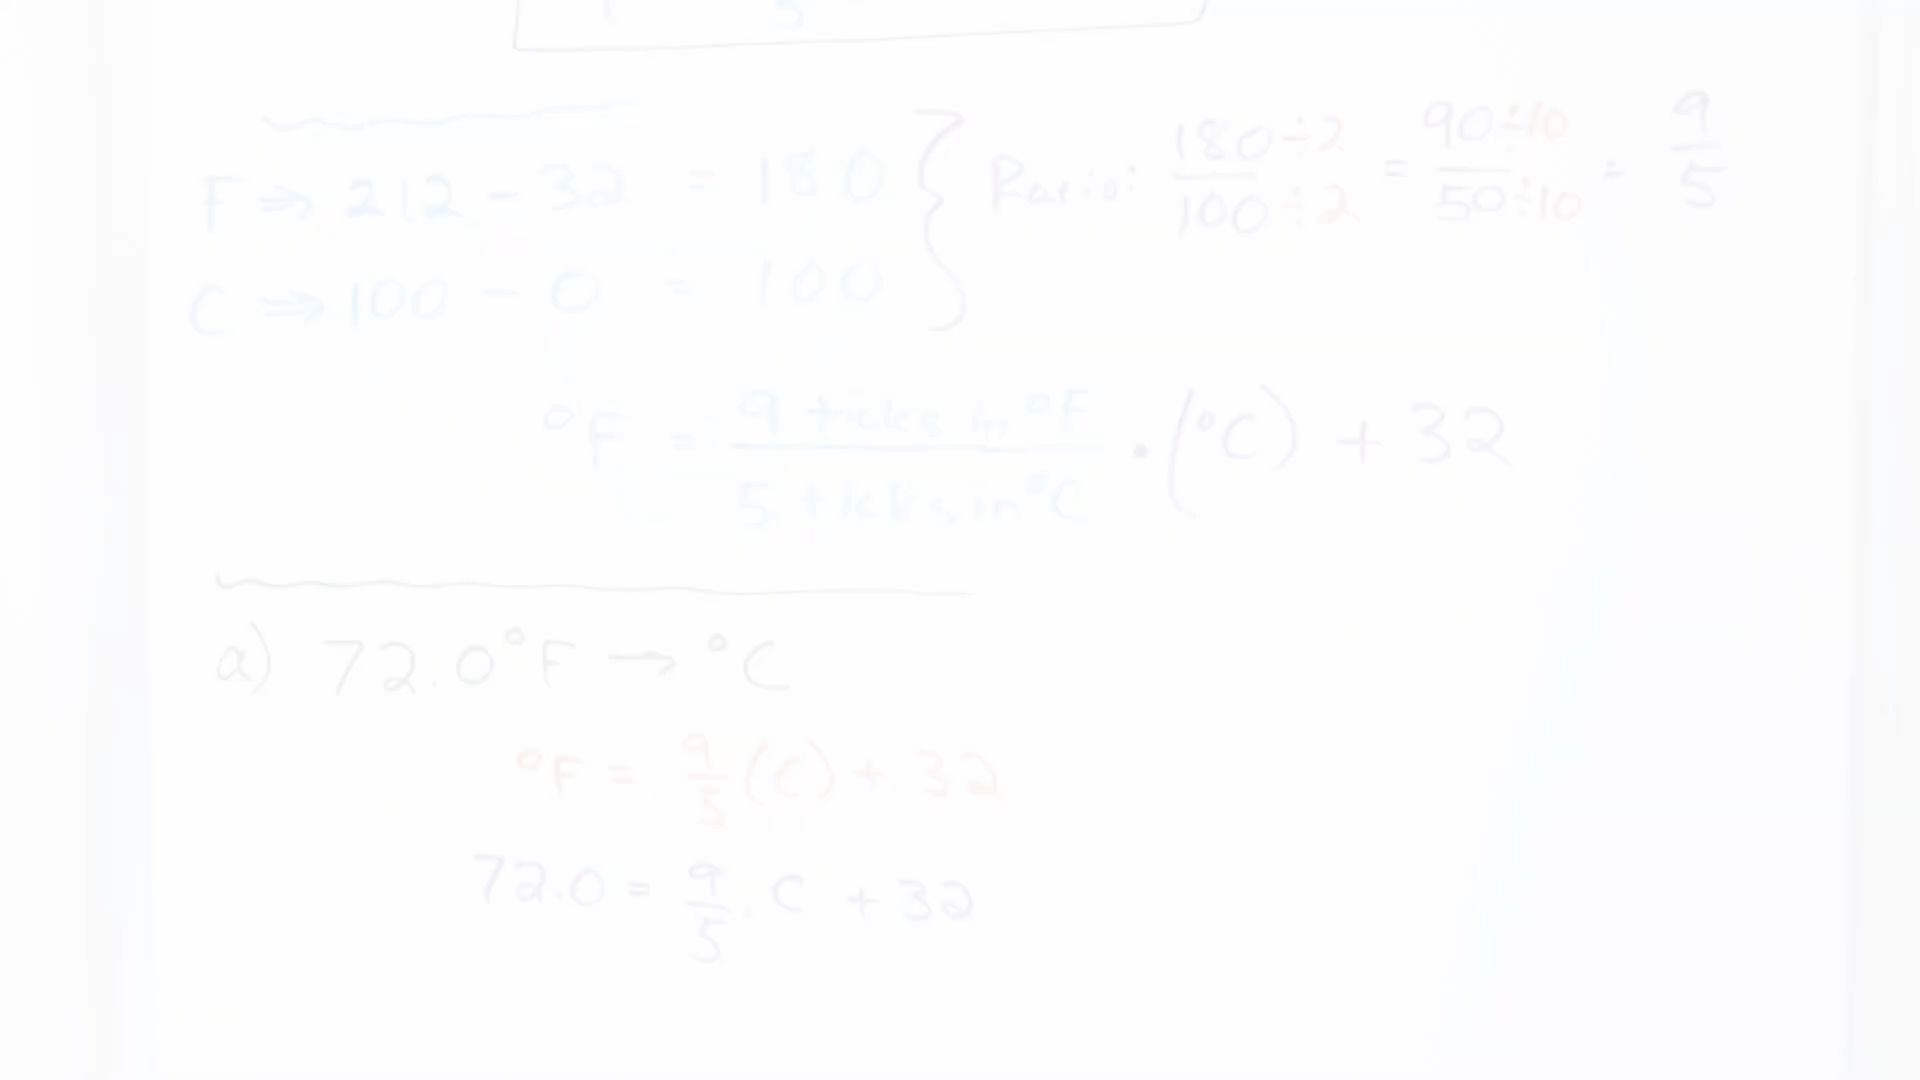 F ⇒ 212 - 32 = 180
C ⇒ 100 - 0 = 100
} Ratio: 180÷2/100÷2 = 90÷10/50÷10 = 9/5
°F = 9 ticks in °F/5 ticks in °C · (°C) + 32
a) 72.0°F → °C
°F = 9/5 (C) + 32
72.0 = 9/5 · C + 32